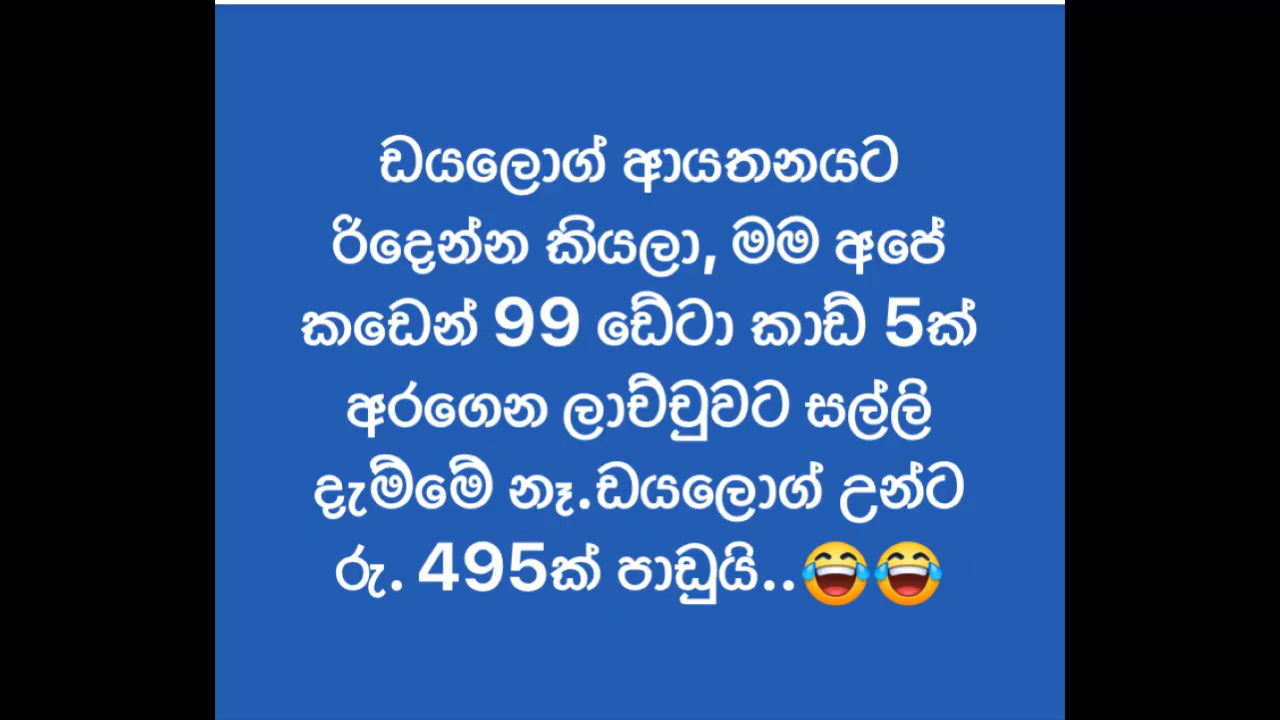 ඩයලොග් ආයතනයට
රිදෙන්න කියලා, මම අපේ
කඩෙන් 99 ඩේටා කාඩ් 5ක්
අරගෙන ලාච්චුවට සල්ලි
දැම්මේ නෑ.ඩයලොග් උන්ට
රු. 495ක් පාඩුයි..😂😂